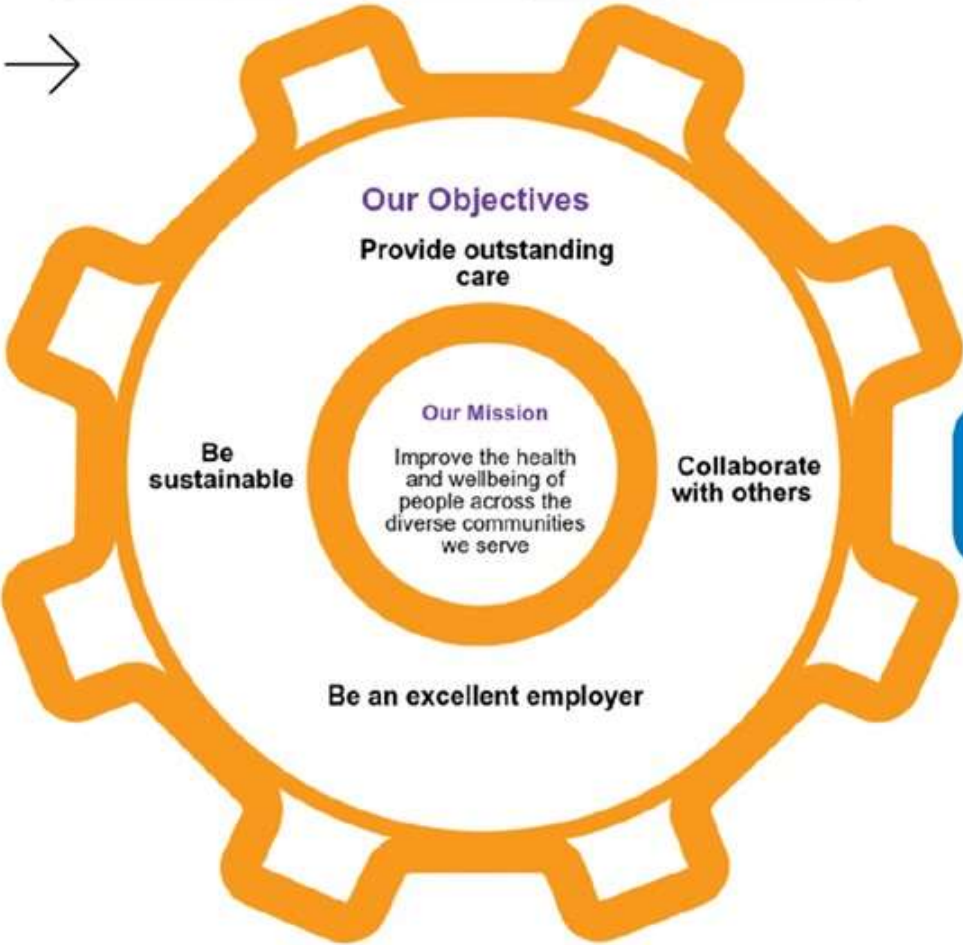 Our Objectives
Provide outstanding
care
Our Mission
Improve the health
and wellbeing of
people across the
diverse communities
we serve
Be
sustainable
Collaborate
with others
Be an excellent employer